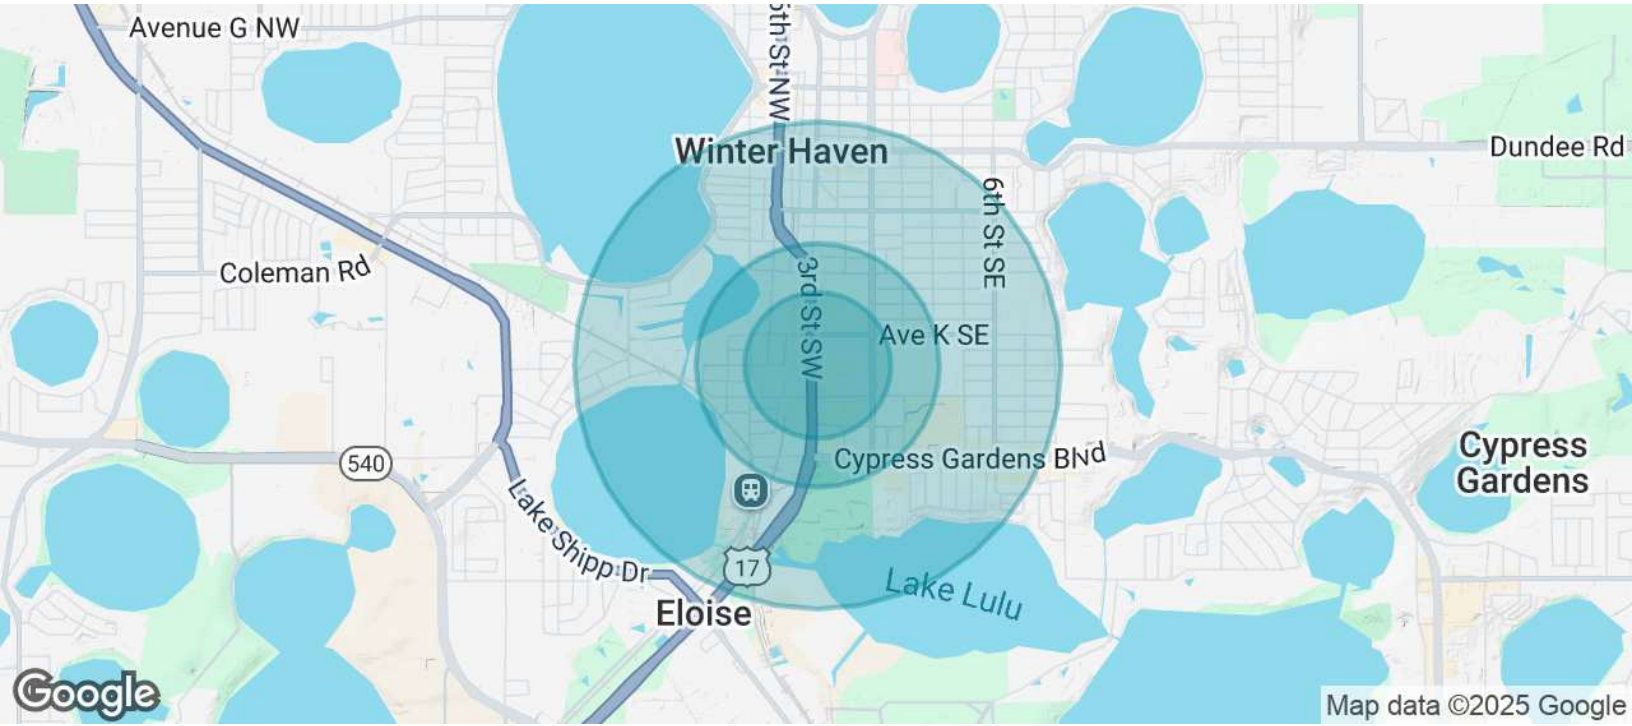 Avenue G NW
5th St NW
Winter Haven
Dundee Rd
6th St SE
Coleman Rd
3rd St SW
Ave K SE
Cypress Gardens Blvd
Cypress
Gardens
540
Lake Shipp Dr
17
Lake Lulu
Eloise
Google
Map data ©2025 Google